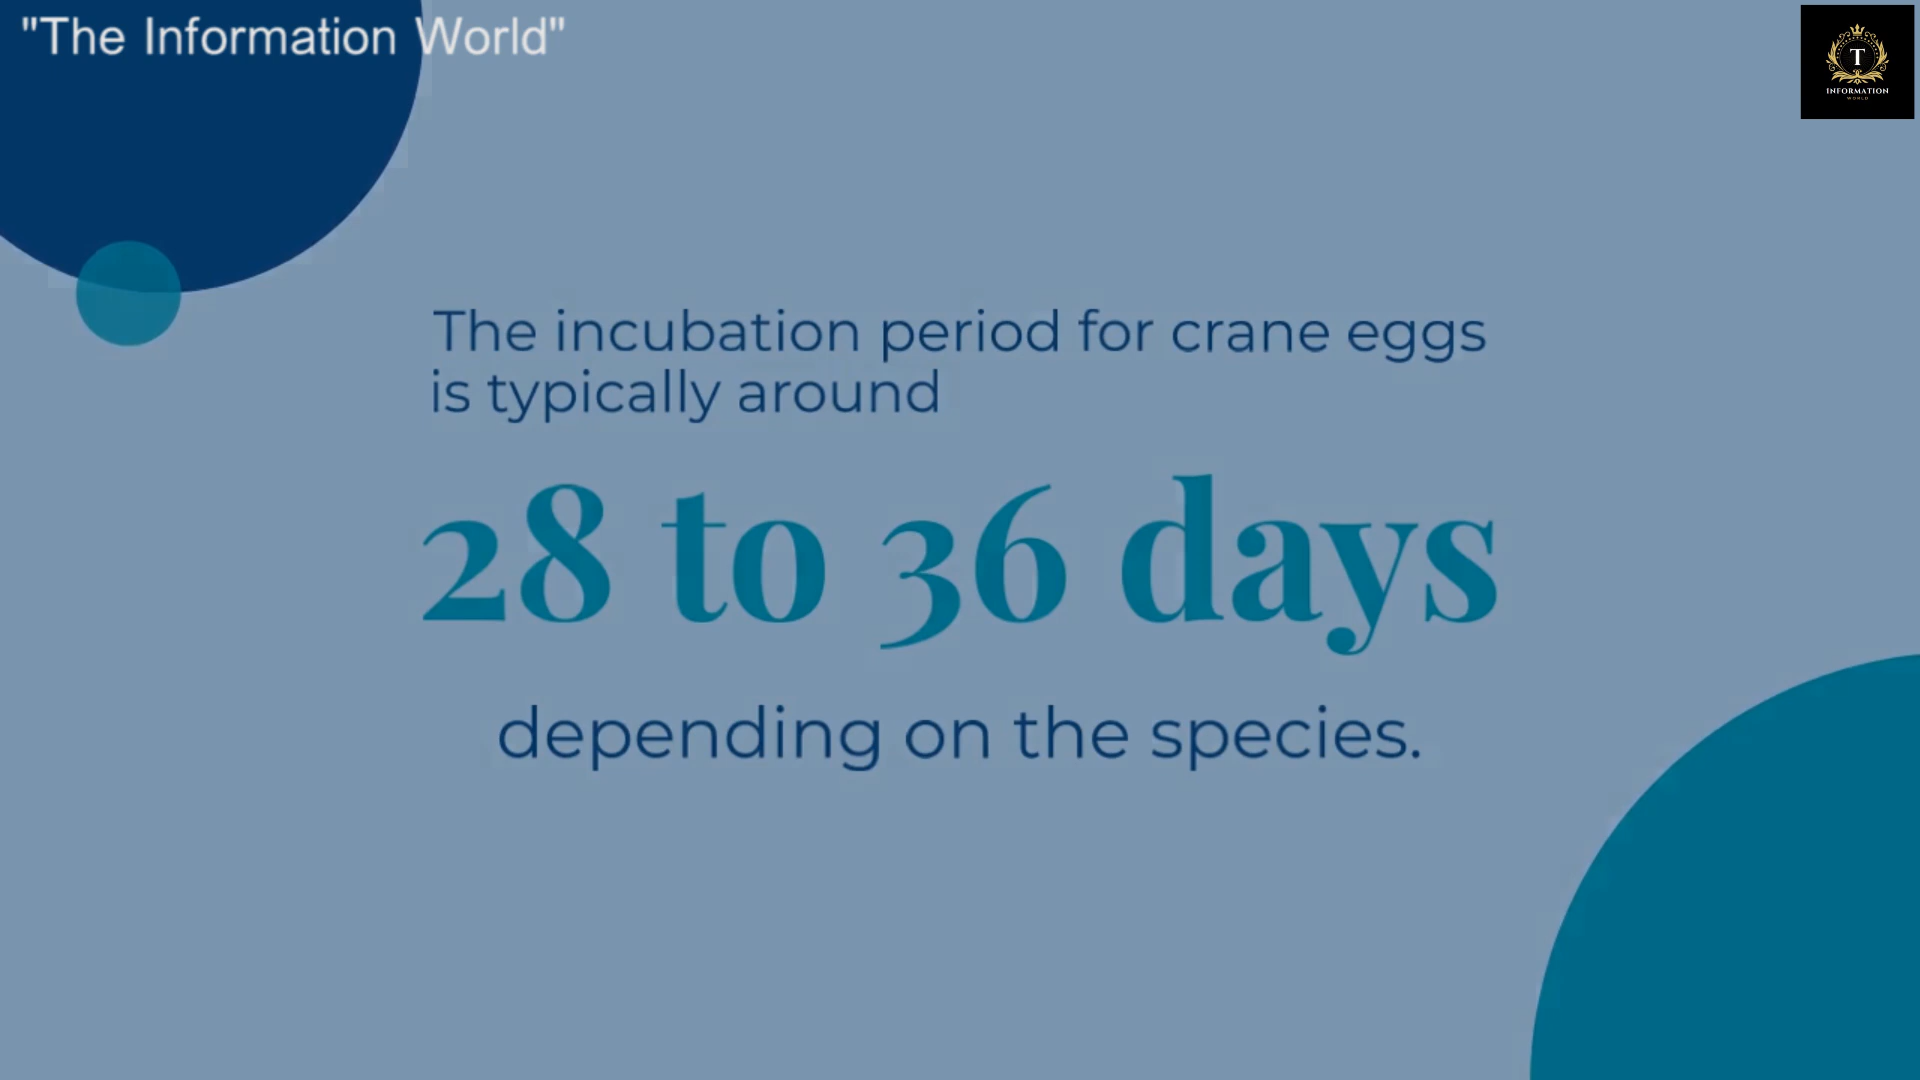 "The Information World"
T
INFORMATION
WORLD
The incubation period for crane eggs
is typically around
28 to 36 days
depending on the species.